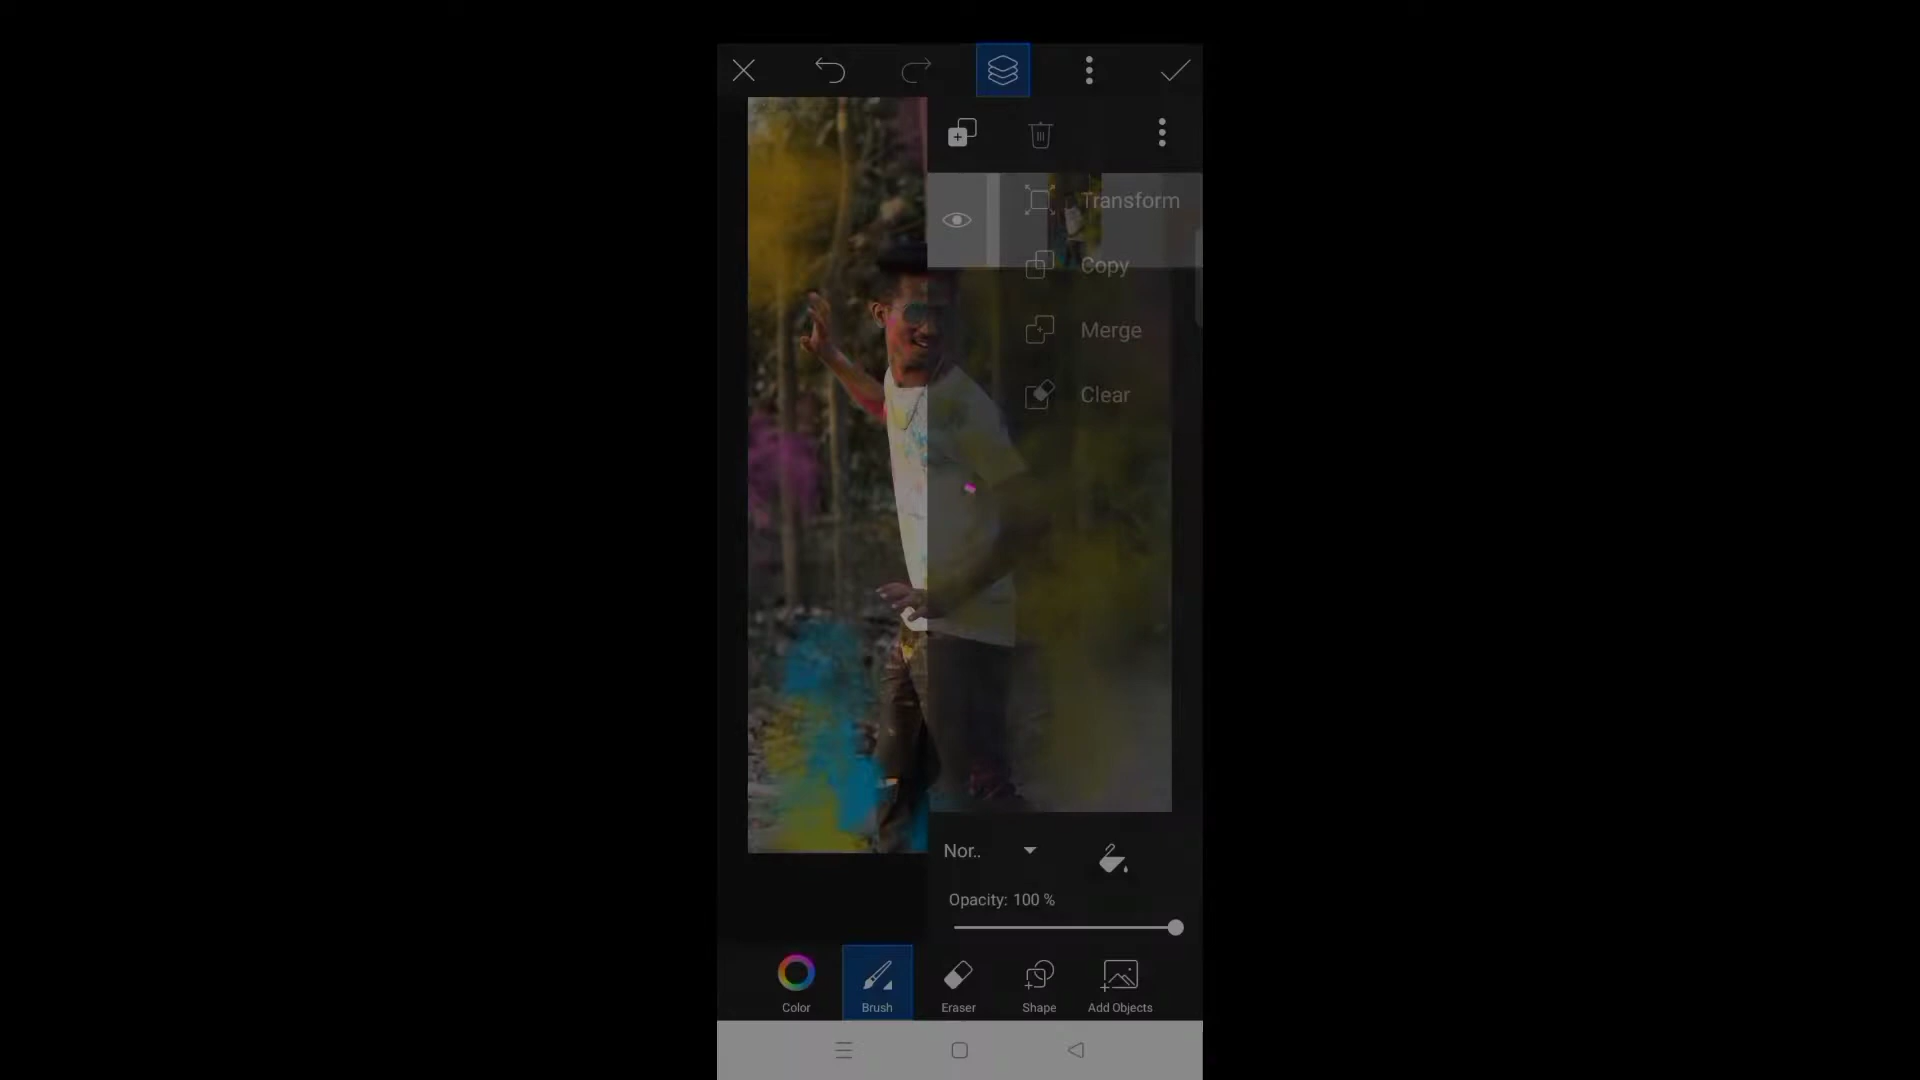 Transform
Copy
Merge
Clear
Nor..
Opacity: 100 %
Color
Brush
Eraser
Shape
Add Objects